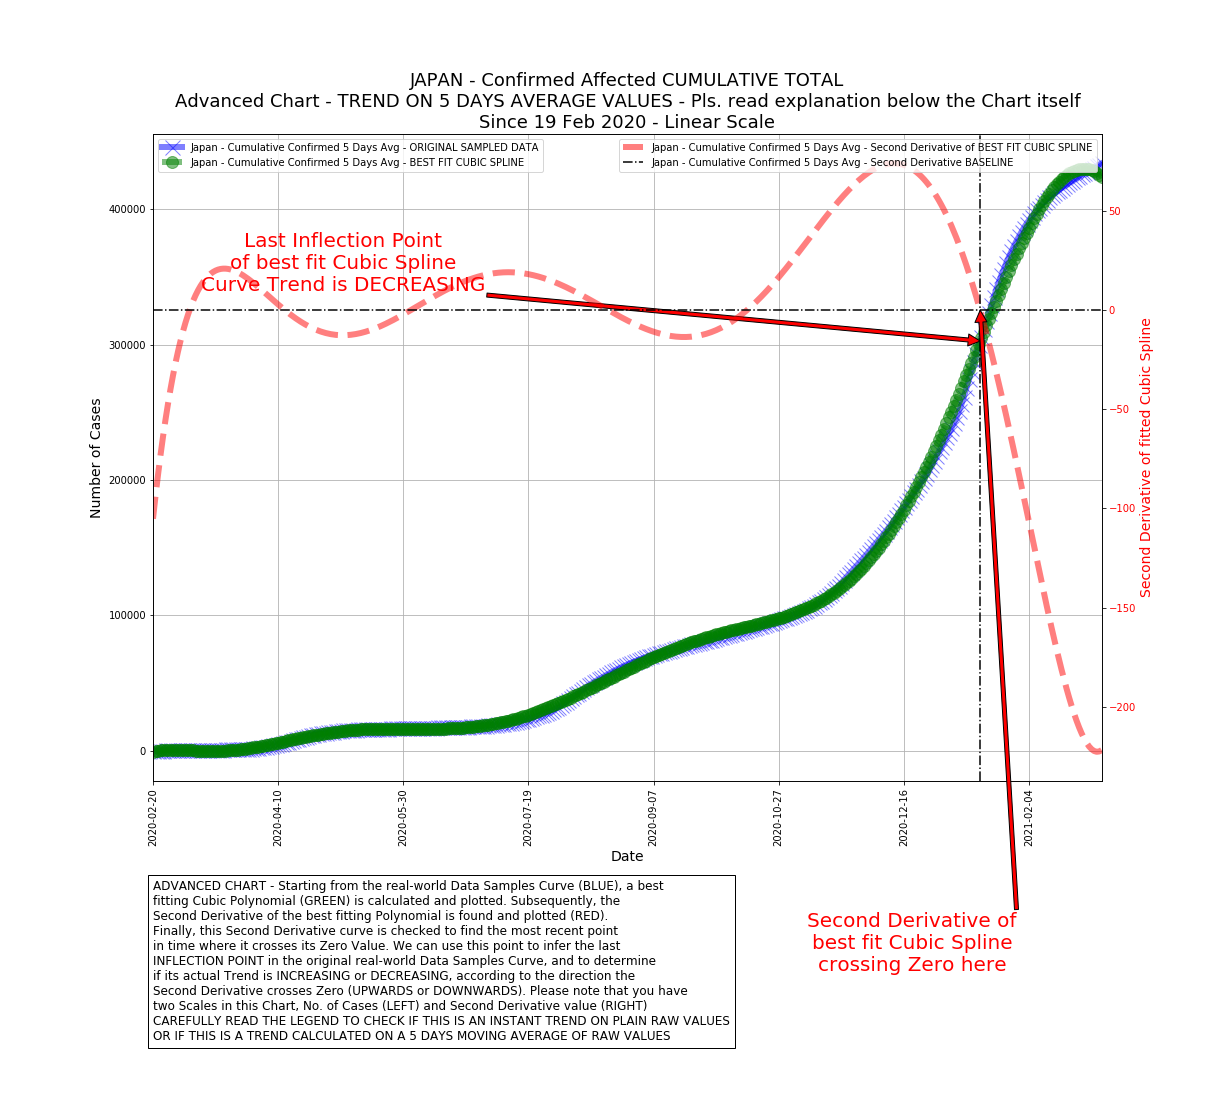 JAPAN - Confirmed Affected CUMULATIVE TOTAL
Advanced Chart - TREND ON 5 DAYS AVERAGE VALUES - Pls. read explanation below the Chart itself
Since 19 Feb 2020 - Linear Scale
Japan - Cumulative Confirmed 5 Days Avg - ORIGINAL SAMPLED DATA
Japan - Cumulative Confirmed 5 Days Avg - BEST FIT CUBIC SPLINE
Japan - Cumulative Confirmed 5 Days Avg - Second Derivative of BEST FIT CUBIC SPLINE
Japan - Cumulative Confirmed 5 Days Avg - Second Derivative BASELINE
Last Inflection Point
of best fit Cubic Spline
Curve Trend is DECREASING
Number of Cases
400000
300000
200000
100000
0
50
0
−50
−100
−150
−200
Second Derivative of fitted Cubic Spline
2020-02-20
2020-04-10
2020-05-30
2020-07-19
2020-09-07
2020-10-27
2020-12-16
2021-02-04
Date
ADVANCED CHART - Starting from the real-world Data Samples Curve (BLUE), a best
fitting Cubic Polynomial (GREEN) is calculated and plotted. Subsequently, the
Second Derivative of the best fitting Polynomial is found and plotted (RED).
Finally, this Second Derivative curve is checked to find the most recent point
in time where it crosses its Zero Value. We can use this point to infer the last
INFLECTION POINT in the original real-world Data Samples Curve, and to determine
if its actual Trend is INCREASING or DECREASING, according to the direction the
Second Derivative crosses Zero (UPWARDS or DOWNWARDS). Please note that you have
two Scales in this Chart, No. of Cases (LEFT) and Second Derivative value (RIGHT)
CAREFULLY READ THE LEGEND TO CHECK IF THIS IS AN INSTANT TREND ON PLAIN RAW VALUES
OR IF THIS IS A TREND CALCULATED ON A 5 DAYS MOVING AVERAGE OF RAW VALUES
Second Derivative of
best fit Cubic Spline
crossing Zero here